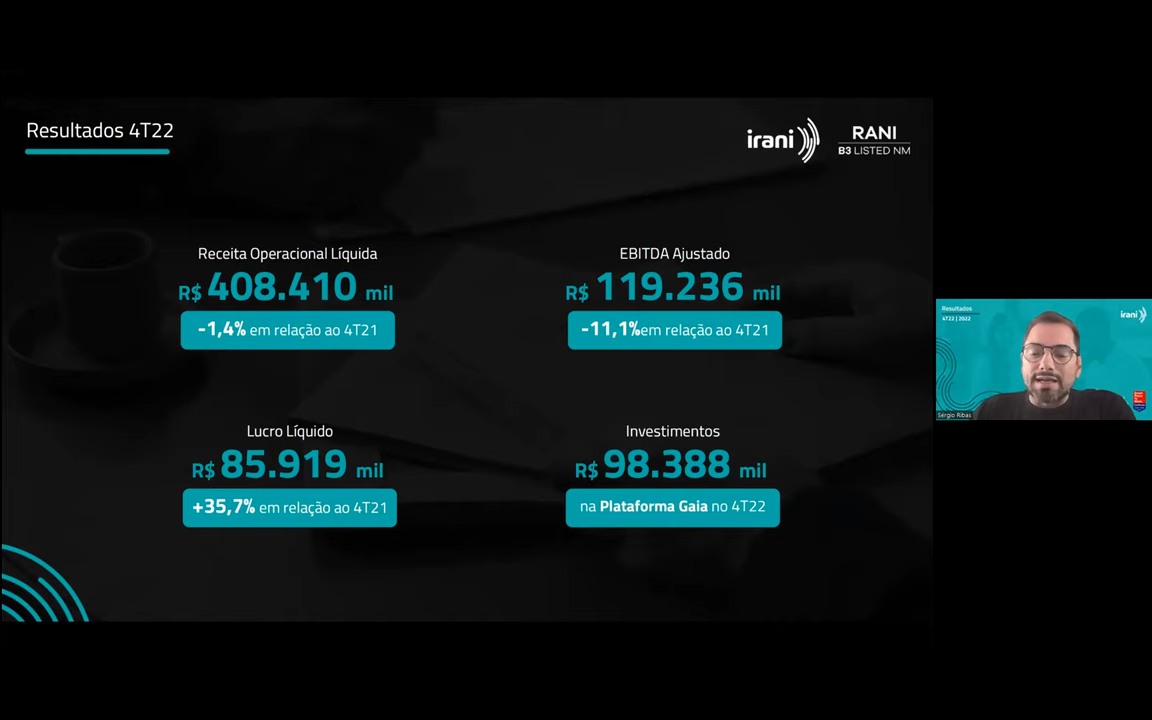 Resultados 4T22
irani
RANI
B3 LISTED NM
Receita Operacional Líquida
R$ 408.410 mil
-1,4% em relação ao 4T21
EBITDA Ajustado
R$ 119.236 mil
-11,1%em relação ao 4T21
Lucro Líquido
R$ 85.919 mil
+35,7% em relação ao 4T21
Investimentos
R$ 98.388 mil
na Plataforma Gaia no 4T22
Resultados
4T22 | 2022
irani
Sérgio Ribas